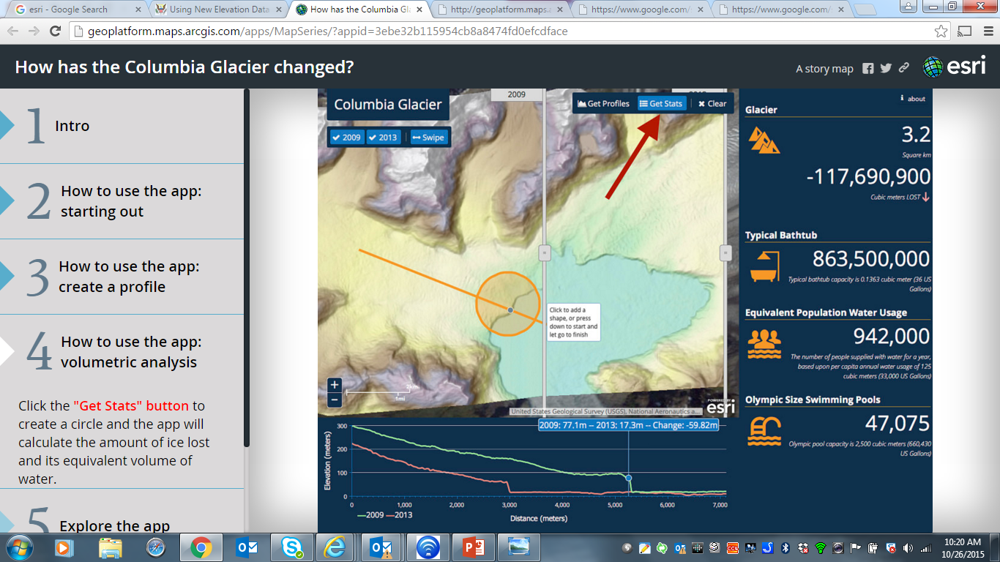 esri - Google Search
Using New Elevation Data
How has the Columbia Gl
http://geoplatform.maps.a
https://www.google.com/
https://www.google.com/
geoplatform.maps.arcgis.com/apps/MapSeries/?appid=3ebe32b115954cb8a8474fd0efcdface
How has the Columbia Glacier changed?
A story map
esri
1
Intro
2
How to use the app:
starting out
3
How to use the app:
create a profile
4
How to use the app:
volumetric analysis
Click the "Get Stats" button to
create a circle and the app will
calculate the amount of ice lost
and its equivalent volume of
water.
5
Explore the app
Columbia Glacier
2009
2013
Swipe
2009
Get Profiles
Get Stats
Clear
Click to add a
shape, or press
down to start and
let go to finish
+
−
2km
1mi
United States Geological Survey (USGS), National Aeronautics a...
POWERED BY
esri
2009: 77.1m -- 2013: 17.3m -- Change: -59.82m
Elevation (meters)
300
200
100
0
0
1,000
2,000
3,000
4,000
5,000
6,000
7,000
2009
2013
Distance (meters)
about
Glacier
3.2
Square km
-117,690,900
Cubic meters LOST
Typical Bathtub
863,500,000
Typical bathtub capacity is 0.1363 cubic meter (36 US
Gallons)
Equivalent Population Water Usage
942,000
The number of people supplied with water for a year,
based upon per capita annual water usage of 125
cubic meters (33,000 US Gallons)
Olympic Size Swimming Pools
47,075
Olympic pool capacity is 2,500 cubic meters (660,430
US Gallons)
10:20 AM
10/26/2015